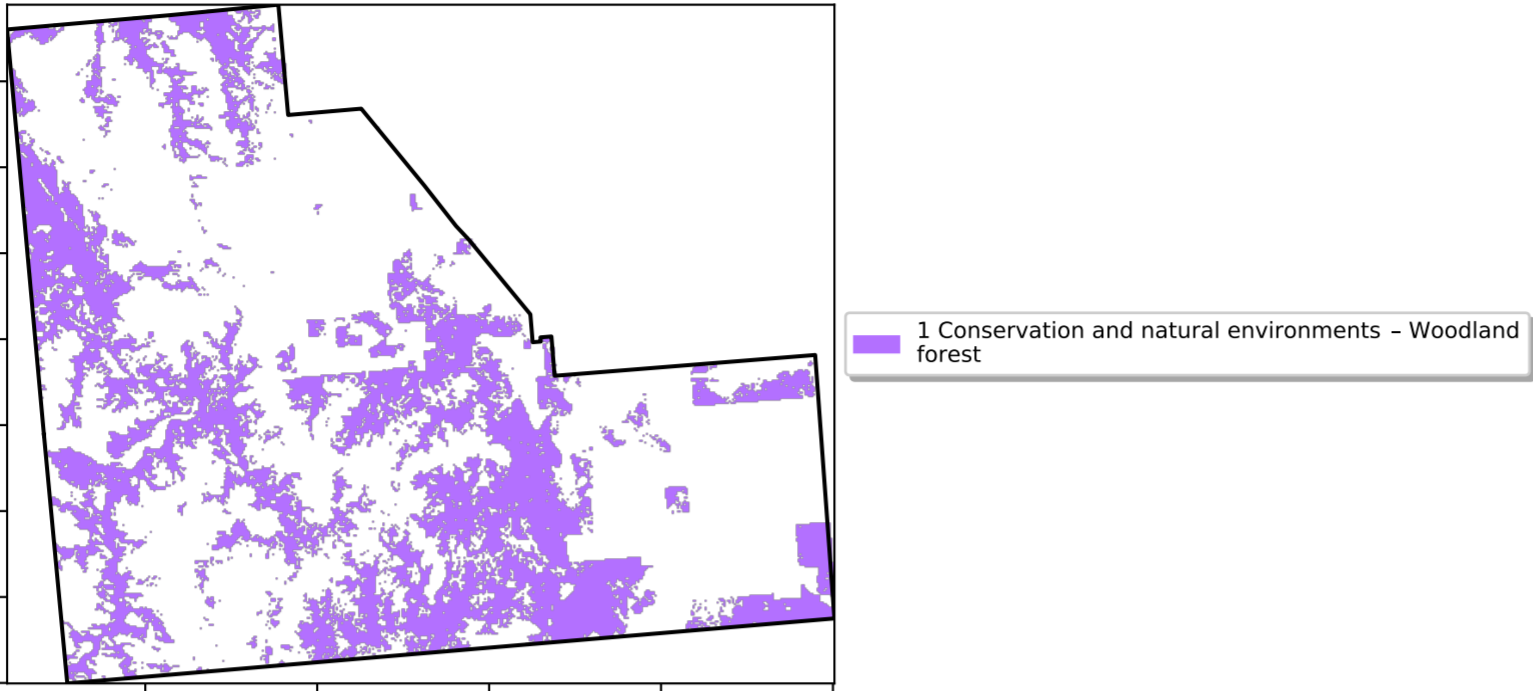 1 Conservation and natural environments – Woodland
forest